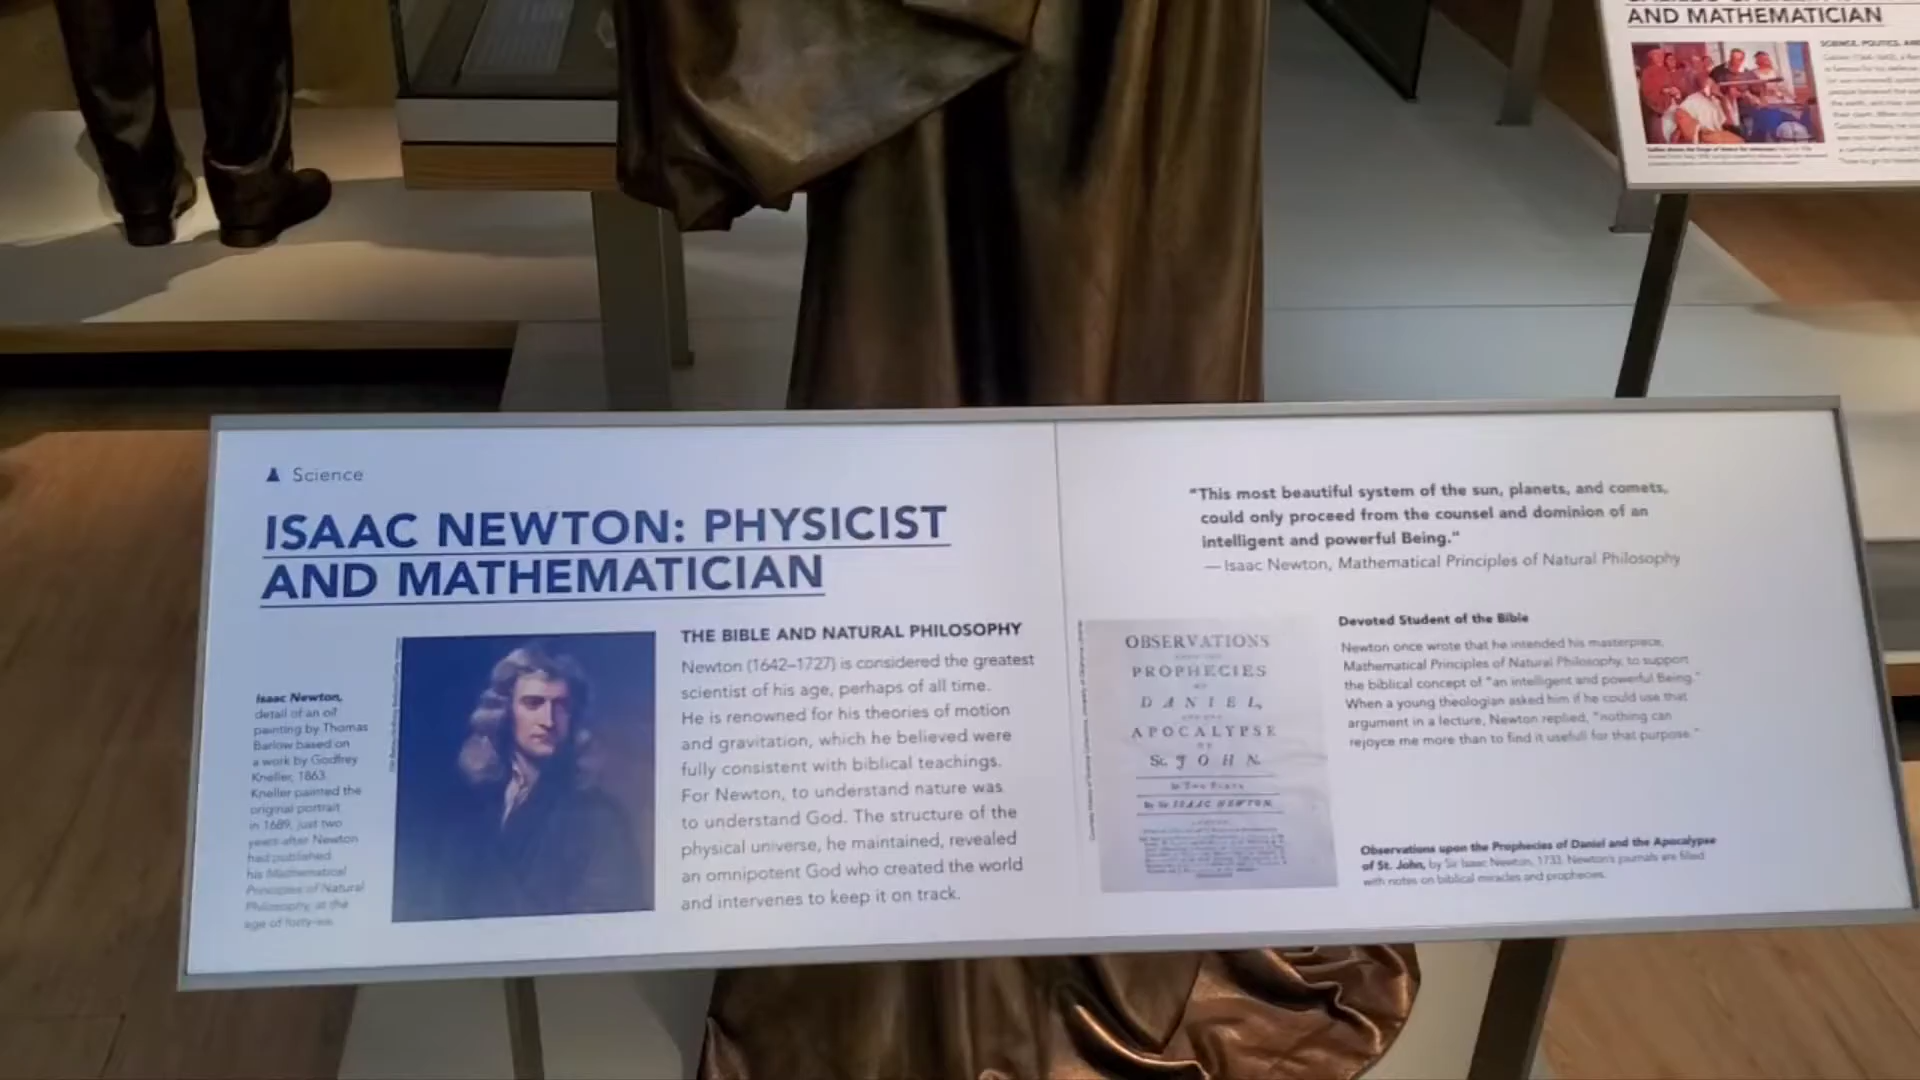 AND MATHEMATICIAN
Science
ISAAC NEWTON: PHYSICIST
AND MATHEMATICIAN
Isaac Newton,
detail of an oil
painting by Thomas
Barlow based on
a work by Godfrey
Kneller, 1863.
Kneller painted the
original portrait
in 1689, just two
years after Newton
had published
his Mathematical
Principles of Natural
Philosophy, at the
age of forty-six.
THE BIBLE AND NATURAL PHILOSOPHY
Newton (1642–1727) is considered the greatest
scientist of his age, perhaps of all time.
He is renowned for his theories of motion
and gravitation, which he believed were
fully consistent with biblical teachings.
For Newton, to understand nature was
to understand God. The structure of the
physical universe, he maintained, revealed
an omnipotent God who created the world
and intervenes to keep it on track.
"This most beautiful system of the sun, planets, and comets,
could only proceed from the counsel and dominion of an
intelligent and powerful Being."
— Isaac Newton, Mathematical Principles of Natural Philosophy
OBSERVATIONS
PROPHECIES
DANIEL,
APOCALYPSE
St. JOHN.
In Two Parts
By Sir ISAAC NEWTON.
Devoted Student of the Bible
Newton once wrote that he intended his masterpiece,
Mathematical Principles of Natural Philosophy, to support
the biblical concept of "an intelligent and powerful Being."
When a young theologian asked him if he could use that
argument in a lecture, Newton replied, "nothing can
rejoyce me more than to find it usefull for that purpose."
Observations upon the Prophecies of Daniel and the Apocalypse
of St. John, by Sir Isaac Newton, 1733. Newton's journals are filled
with notes on biblical miracles and prophecies.